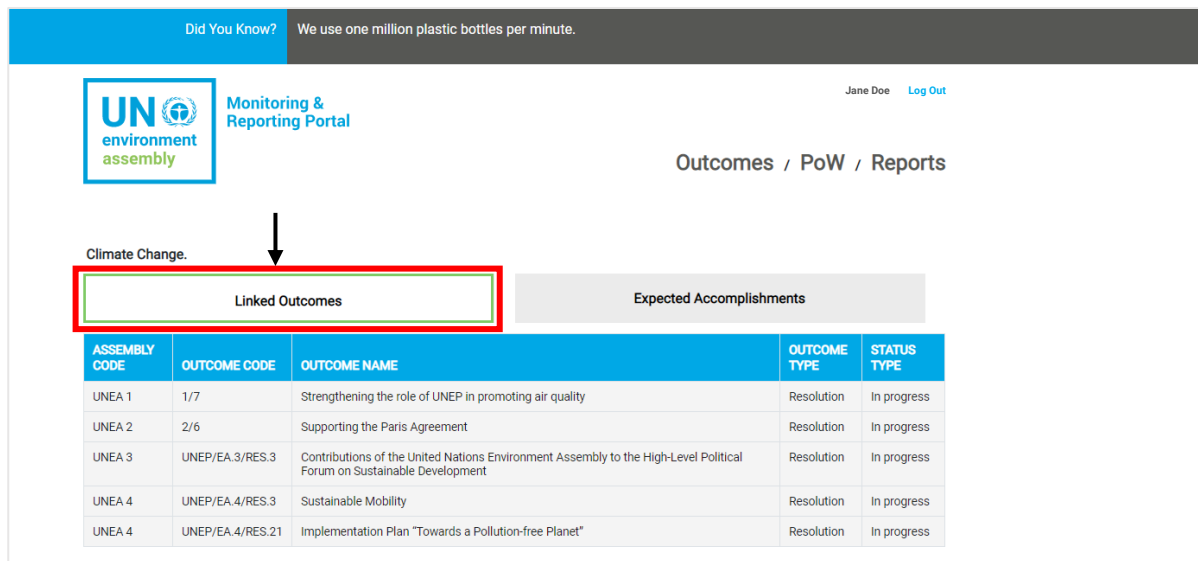 Did You Know? We use one million plastic bottles per minute.
UN
environment
assembly
Monitoring &
Reporting Portal
Jane Doe Log Out
Outcomes / PoW / Reports
Climate Change.
Linked Outcomes Expected Accomplishments
ASSEMBLY CODE OUTCOME CODE OUTCOME NAME OUTCOME TYPE STATUS TYPE
UNEA 1 1/7 Strengthening the role of UNEP in promoting air quality Resolution In progress
UNEA 2 2/6 Supporting the Paris Agreement Resolution In progress
UNEA 3 UNEP/EA.3/RES.3 Contributions of the United Nations Environment Assembly to the High-Level Political Resolution In progress
Forum on Sustainable Development
UNEA 4 UNEP/EA.4/RES.3 Sustainable Mobility Resolution In progress
UNEA 4 UNEP/EA.4/RES.21 Implementation Plan “Towards a Pollution-free Planet” Resolution In progress